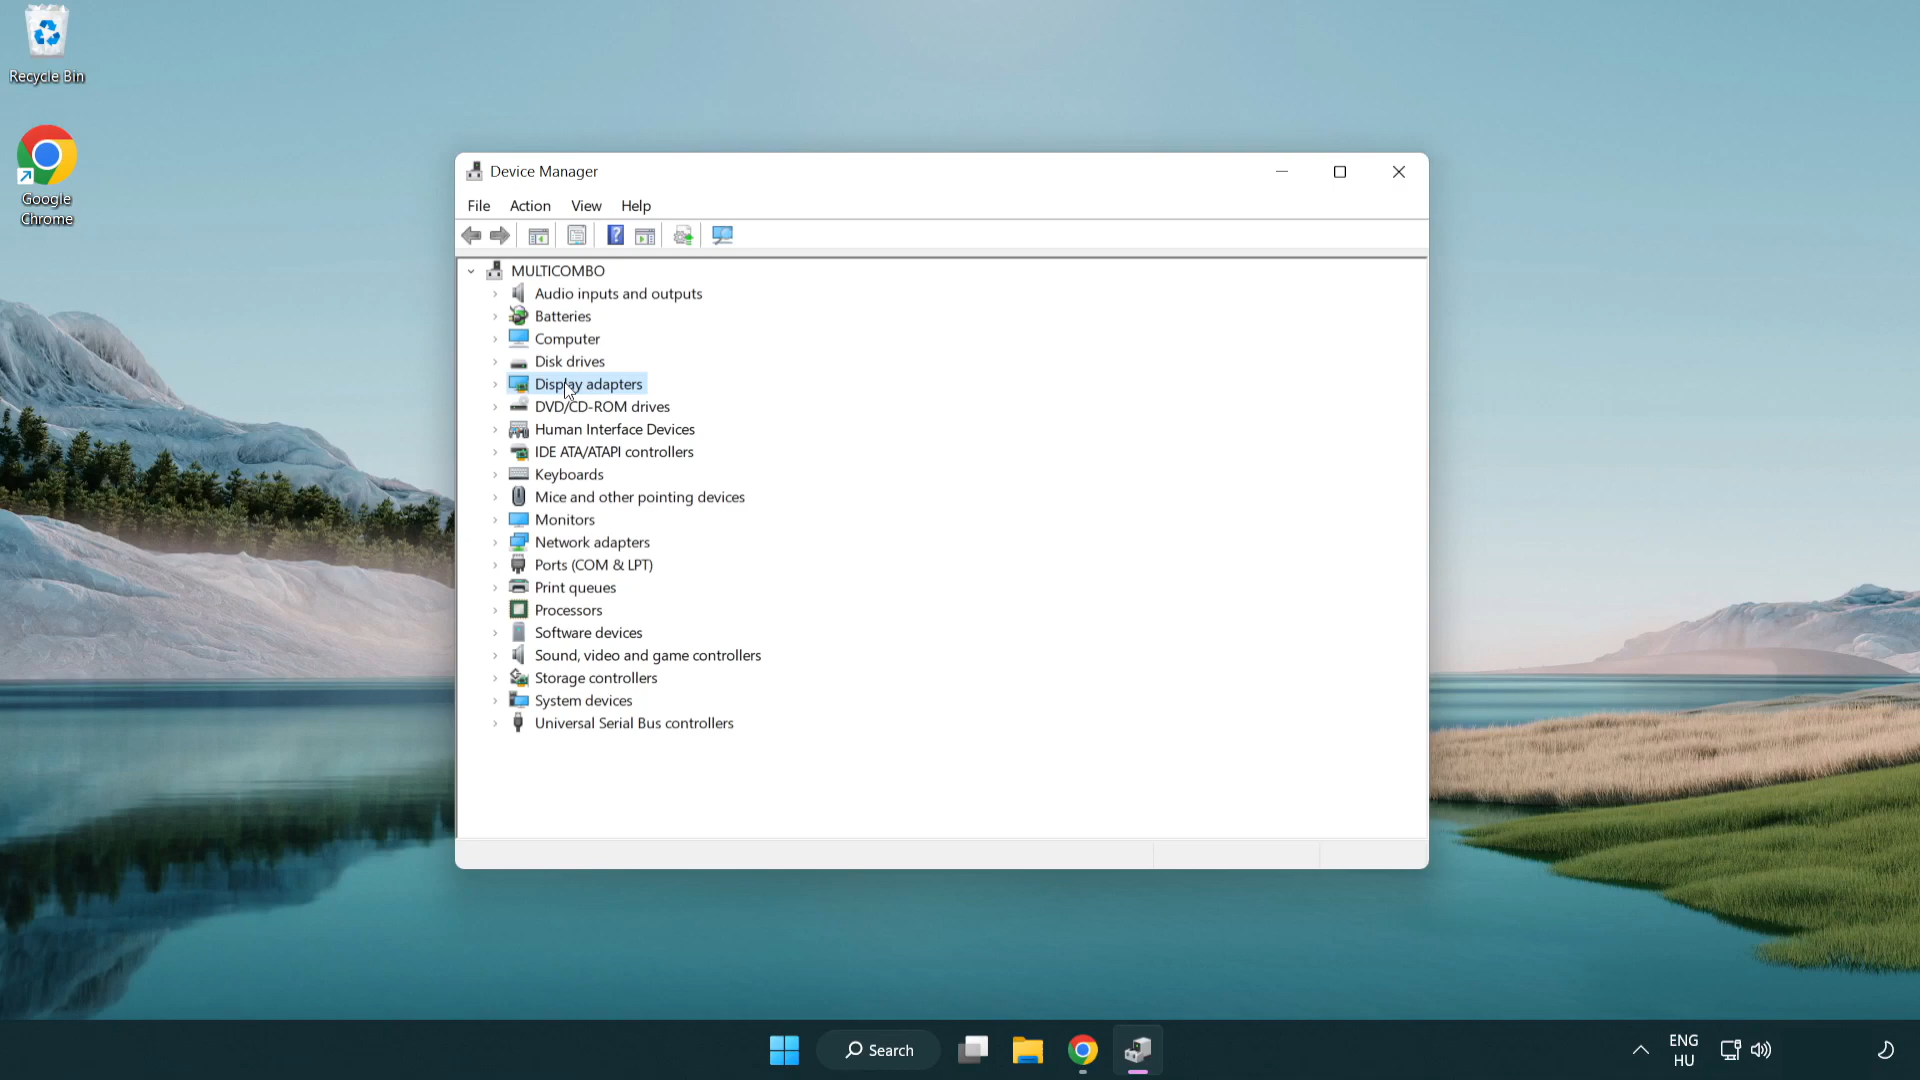 Recycle Bin
Google
Chrome
Device Manager
File Action View Help
MULTICOMBO
Audio inputs and outputs
Batteries
Computer
Disk drives
Display adapters
DVD/CD-ROM drives
Human Interface Devices
IDE ATA/ATAPI controllers
Keyboards
Mice and other pointing devices
Monitors
Network adapters
Ports (COM & LPT)
Print queues
Processors
Software devices
Sound, video and game controllers
Storage controllers
System devices
Universal Serial Bus controllers
Search
ENG
HU